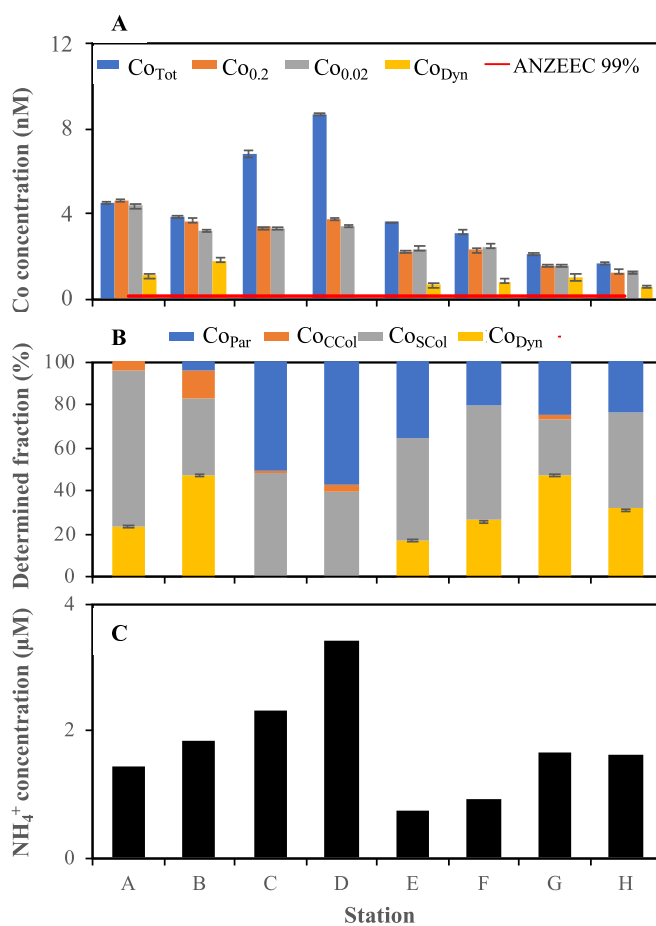 A
12
8
4
0
Co concentration (nM)
CoTot Co0.2 Co0.02 CoDyn ANZEEC 99%
B
CoPar CoCCol CoSCol CoDyn
100
80
60
40
20
0
Determined fraction (%)
C
4
2
0
NH4+ concentration (µM)
A B C D E F G H
Station